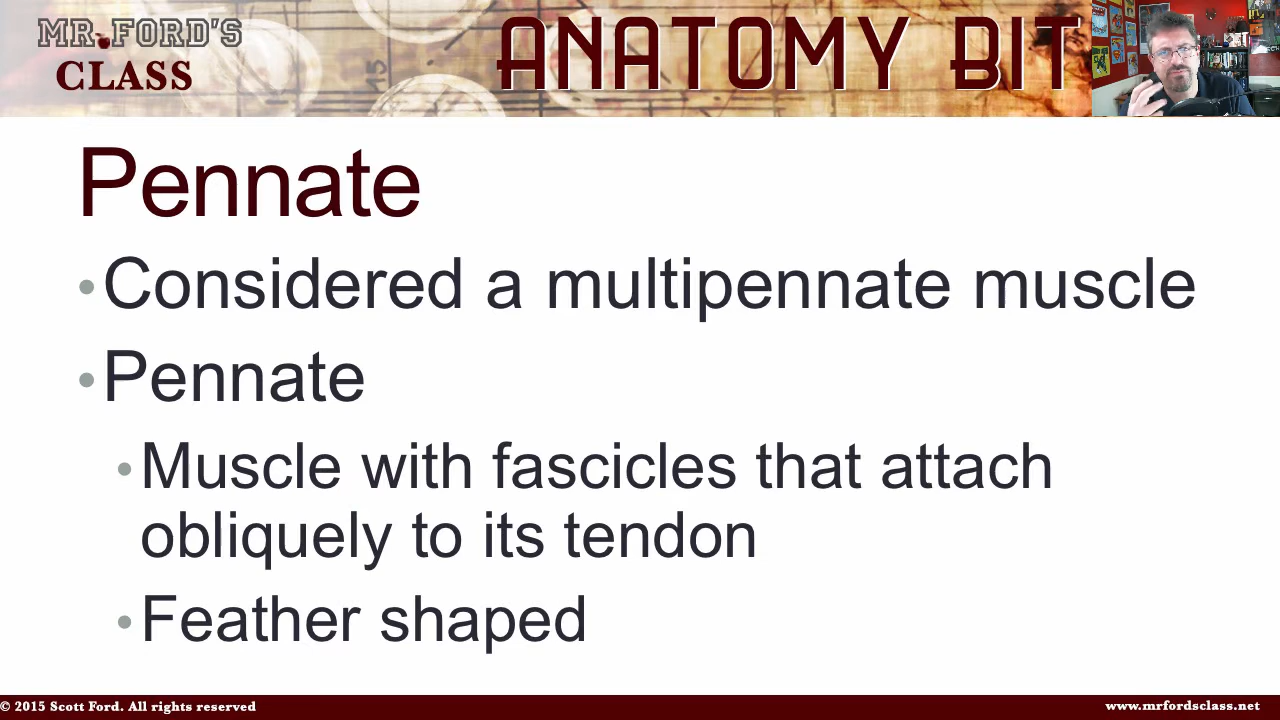 MR.FORD'S
CLASS
ANATOMY BIT
Pennate
•Considered a multipennate muscle
•Pennate
•Muscle with fascicles that attach
obliquely to its tendon
•Feather shaped
© 2015 Scott Ford. All rights reserved
www.mrfordsclass.net